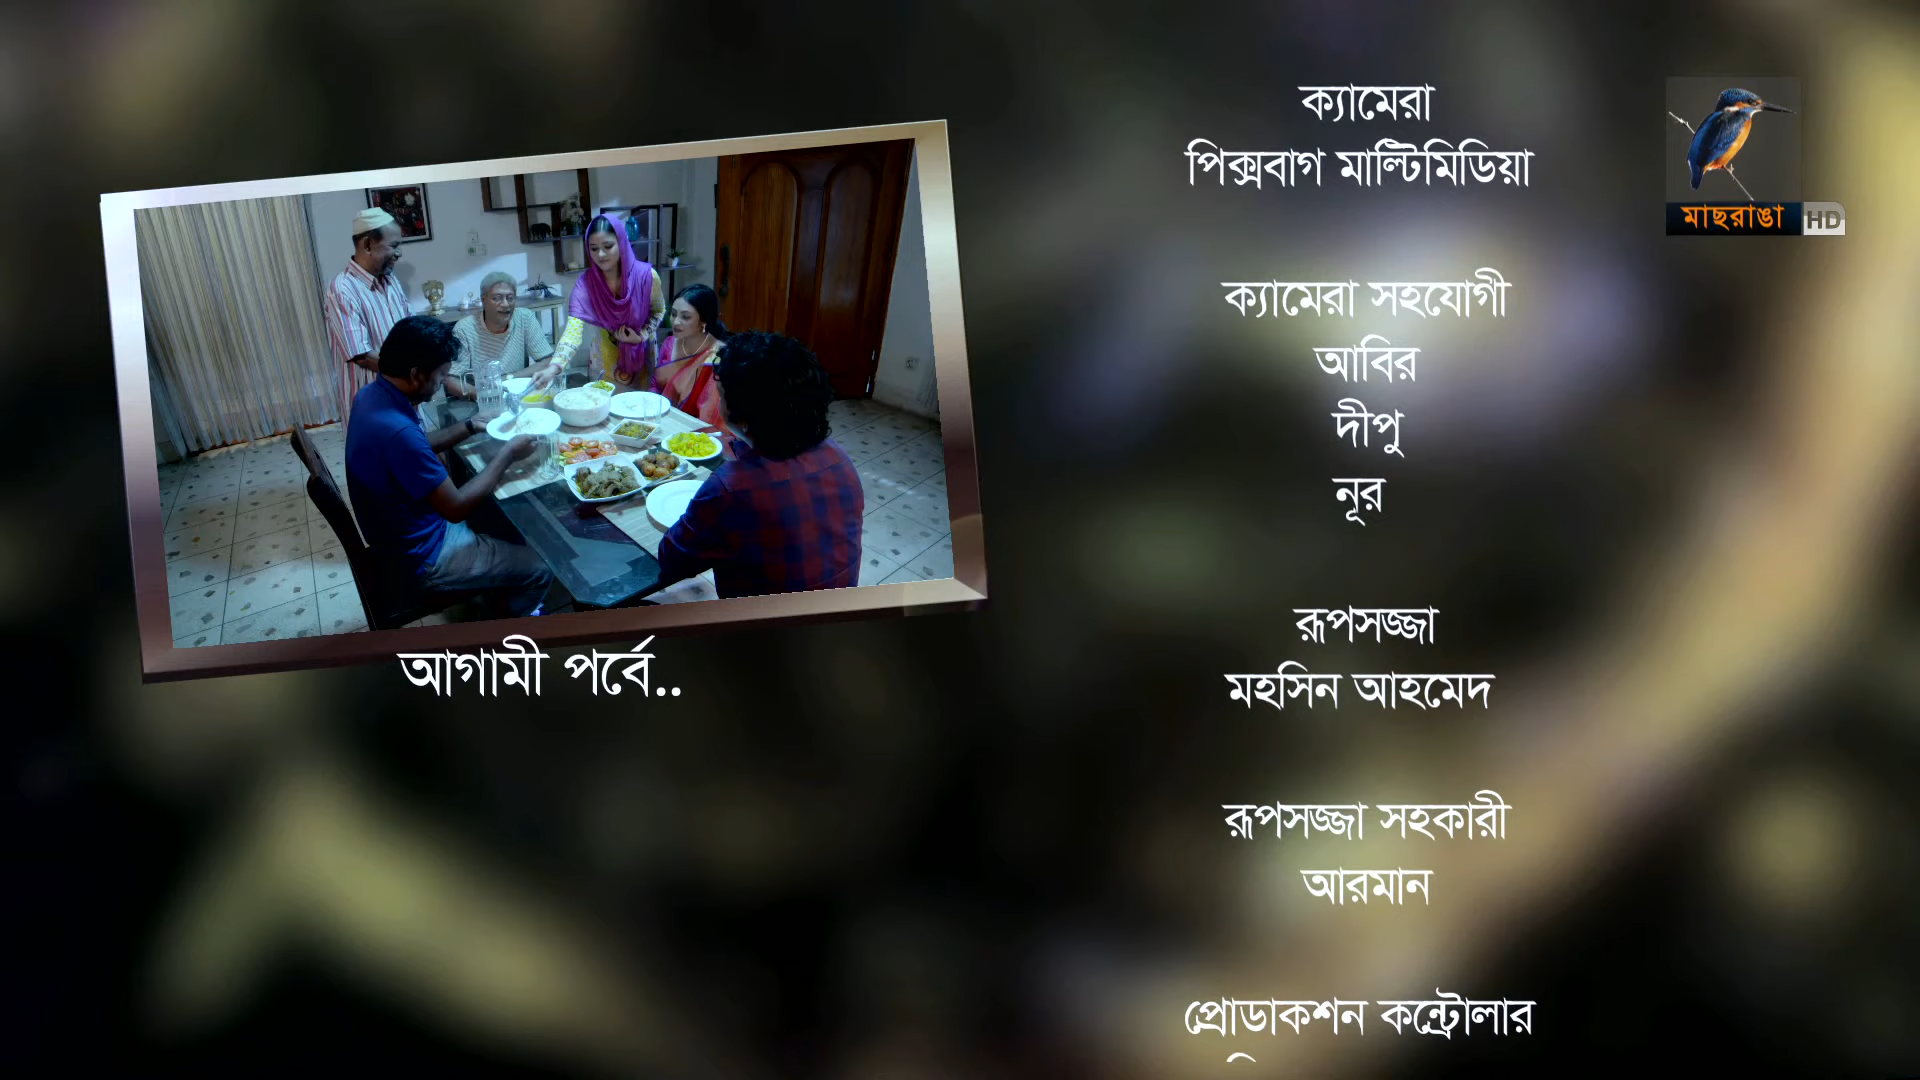 ক্যামেরা
পিক্সবাগ মাল্টিমিডিয়া
মাছরাঙা HD
ক্যামেরা সহযোগী
আবির
দীপু
নূর
রূপসজ্জা
মহসিন আহমেদ
আগামী পর্বে..
রূপসজ্জা সহকারী
আরমান
প্রোডাকশন কন্ট্রোলার